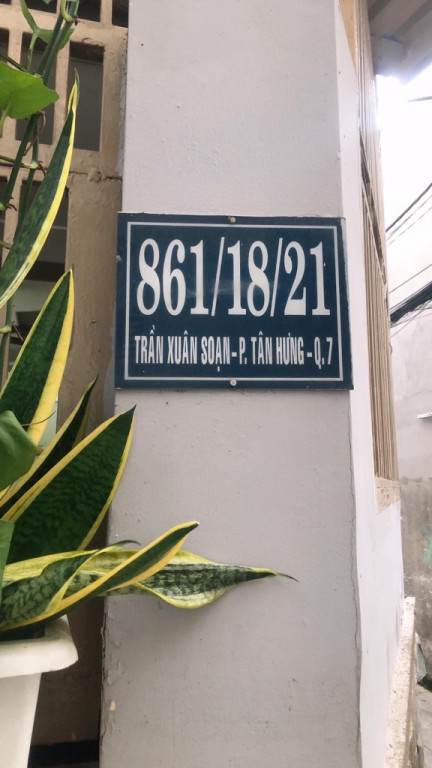 861/18/21
TRẦN XUÂN SOẠN - P. TÂN HƯNG - Q.7